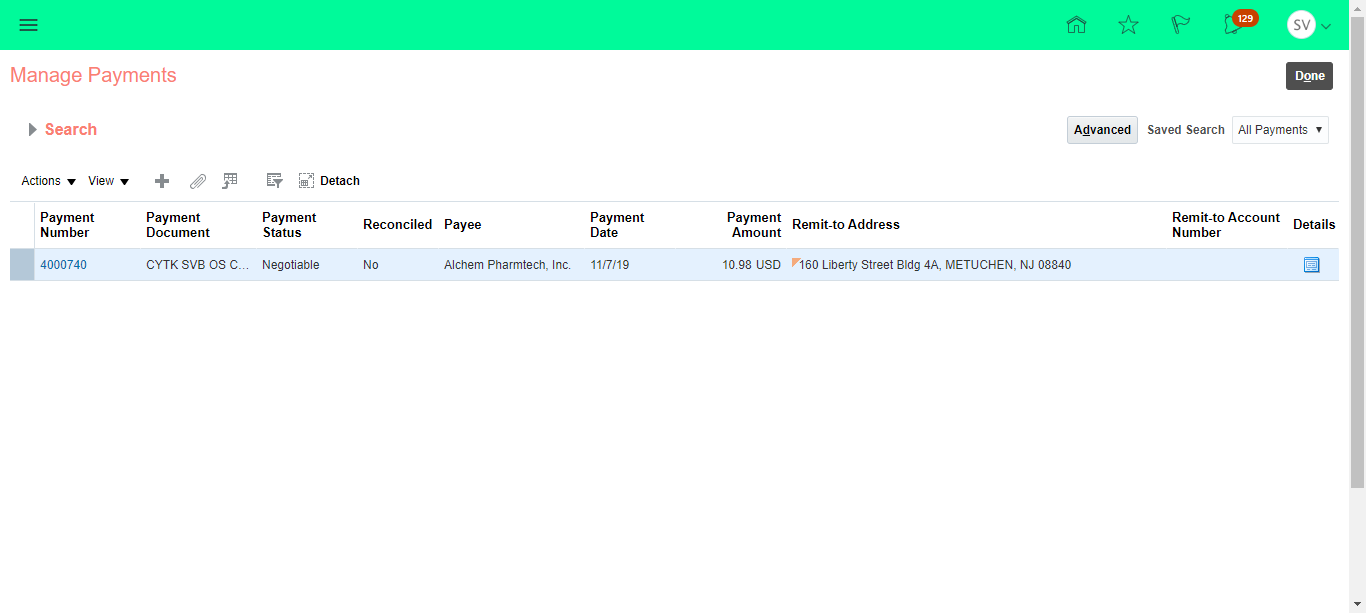 129
SV
Manage Payments
Done
Search
Advanced Saved Search All Payments
Actions View Detach
Payment Number Payment Document Payment Status Reconciled Payee Payment Date Payment Amount Remit-to Address Remit-to Account Number Details
4000740 CYTK SVB OS C... Negotiable No Alchem Pharmtech, Inc. 11/7/19 10.98 USD 160 Liberty Street Bldg 4A, METUCHEN, NJ 08840